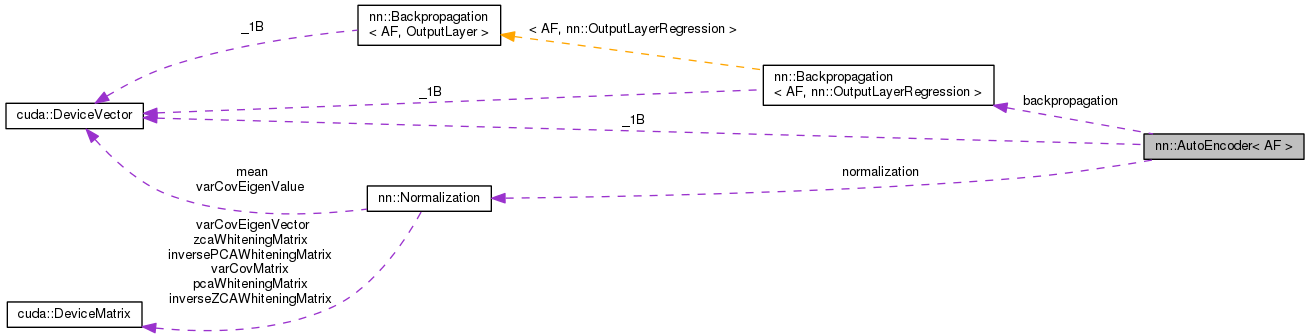 nn::Backpropagation
< AF, OutputLayer >
_1B
< AF, nn::OutputLayerRegression >
nn::Backpropagation
< AF, nn::OutputLayerRegression >
_1B
backpropagation
cuda::DeviceVector
_1B
nn::AutoEncoder< AF >
mean
varCovEigenValue
normalization
nn::Normalization
varCovEigenVector
zcaWhiteningMatrix
inversePCAWhiteningMatrix
varCovMatrix
pcaWhiteningMatrix
inverseZCAWhiteningMatrix
cuda::DeviceMatrix